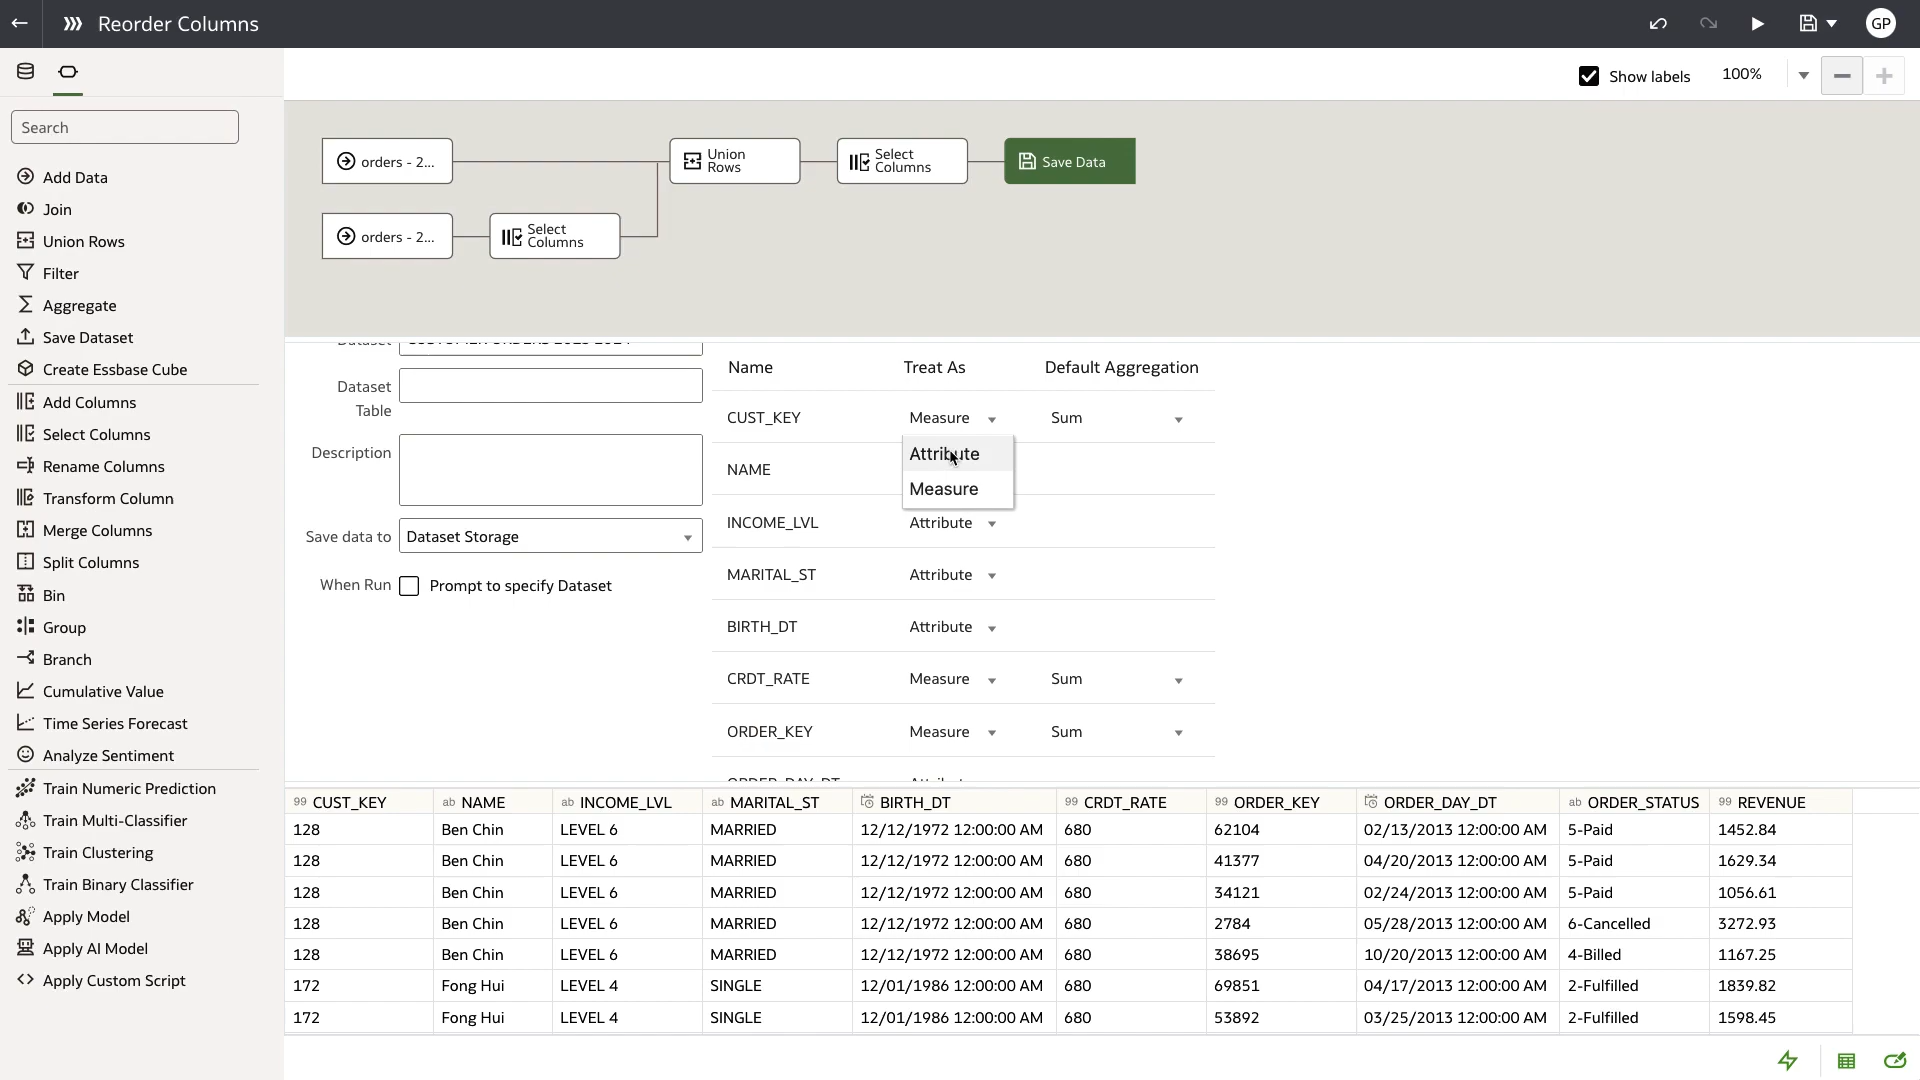 Reorder Columns
GP
Show labels
100%
Search
Add Data
Join
Union Rows
Filter
Aggregate
Save Dataset
Create Essbase Cube
Add Columns
Select Columns
Rename Columns
Transform Column
Merge Columns
Split Columns
Bin
Group
Branch
Cumulative Value
Time Series Forecast
Analyze Sentiment
Train Numeric Prediction
Train Multi-Classifier
Train Clustering
Train Binary Classifier
Apply Model
Apply AI Model
Apply Custom Script
orders - 2...
Union
Rows
Select
Columns
Save Data
orders - 2...
Select
Columns
Dataset
Dataset
Table
Description
Save data to
Dataset Storage
When Run
Prompt to specify Dataset
Name Treat As Default Aggregation
CUST_KEY Measure Sum
Attribute
NAME
Measure
INCOME_LVL Attribute
MARITAL_ST Attribute
BIRTH_DT Attribute
CRDT_RATE Measure Sum
ORDER_KEY Measure Sum
ORDER_DAY_DT Attribute
99 CUST_KEY ab NAME ab INCOME_LVL ab MARITAL_ST BIRTH_DT 99 CRDT_RATE 99 ORDER_KEY ORDER_DAY_DT ab ORDER_STATUS 99 REVENUE
128 Ben Chin LEVEL 6 MARRIED 12/12/1972 12:00:00 AM 680 62104 02/13/2013 12:00:00 AM 5-Paid 1452.84
128 Ben Chin LEVEL 6 MARRIED 12/12/1972 12:00:00 AM 680 41377 04/20/2013 12:00:00 AM 5-Paid 1629.34
128 Ben Chin LEVEL 6 MARRIED 12/12/1972 12:00:00 AM 680 34121 02/24/2013 12:00:00 AM 5-Paid 1056.61
128 Ben Chin LEVEL 6 MARRIED 12/12/1972 12:00:00 AM 680 2784 05/28/2013 12:00:00 AM 6-Cancelled 3272.93
128 Ben Chin LEVEL 6 MARRIED 12/12/1972 12:00:00 AM 680 38695 10/20/2013 12:00:00 AM 4-Billed 1167.25
172 Fong Hui LEVEL 4 SINGLE 12/01/1986 12:00:00 AM 680 69851 04/17/2013 12:00:00 AM 2-Fulfilled 1839.82
172 Fong Hui LEVEL 4 SINGLE 12/01/1986 12:00:00 AM 680 53892 03/25/2013 12:00:00 AM 2-Fulfilled 1598.45